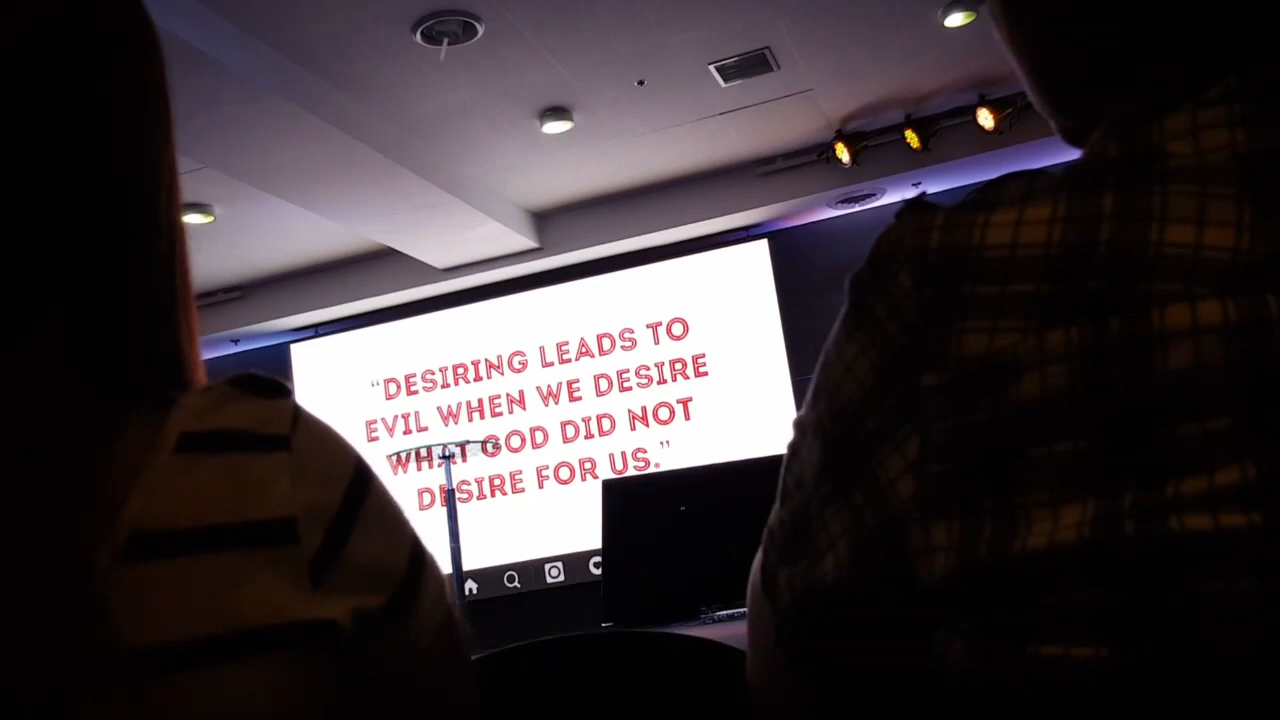 “DESIRING LEADS TO
EVIL WHEN WE DESIRE
WHAT GOD DID NOT
DESIRE FOR US.”